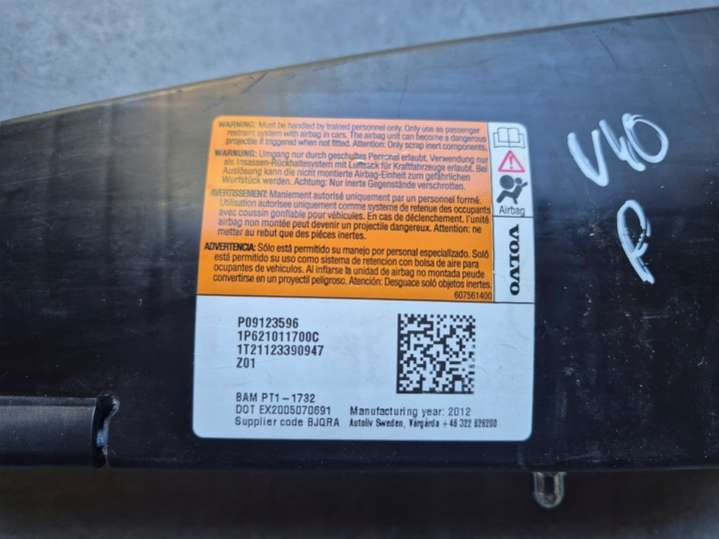 WARNING: Must be handled by trained personnel only. Only use as passenger
restraint system with airbag in cars. The airbag unit can become a dangerous
projectile if triggered when not fitted. Attention: Only scrap inert components.
WARNUNG: Umgang nur durch geschultes Personal erlaubt. Verwendung nur
als Insassen-Rückhaltesystem mit Luftsack für Kraftfahrzeuge erlaubt. Bei
Auslösung kann die nicht montierte Airbag-Einheit zum gefährlichen
Wurfstück werden. Achtung: Nur inerte Gegenstände verschrotten.
AVERTISSEMENT: Maniement autorisé uniquement par un personnel formé.
Utilisation autorisée uniquement comme système de retenue des occupants
avec coussin gonflable pour véhicules. En cas de déclenchement, l'unité
airbag non montée peut devenir un projectile dangereux. Attention: ne
mettre au rebut que des pièces inertes.
ADVERTENCIA: Sólo está permitido su manejo por personal especializado. Solo
está permitido su uso como sistema de retención con bolsa de aire para
ocupantes de vehículos. Al inflarse la unidad de airbag no montada puede
convertirse en un proyectil peligroso. Atención: Desguace solo objetos inertes.
607561400
Airbag
VOLVO
P09123596
1P621011700C
1T21123390947
Z01
BAM PT1-1732
DOT EX2005070691
Supplier code BJQRA
Manufacturing year: 2012
Autoliv Sweden, Vårgårda +46 322 626200
V40
R